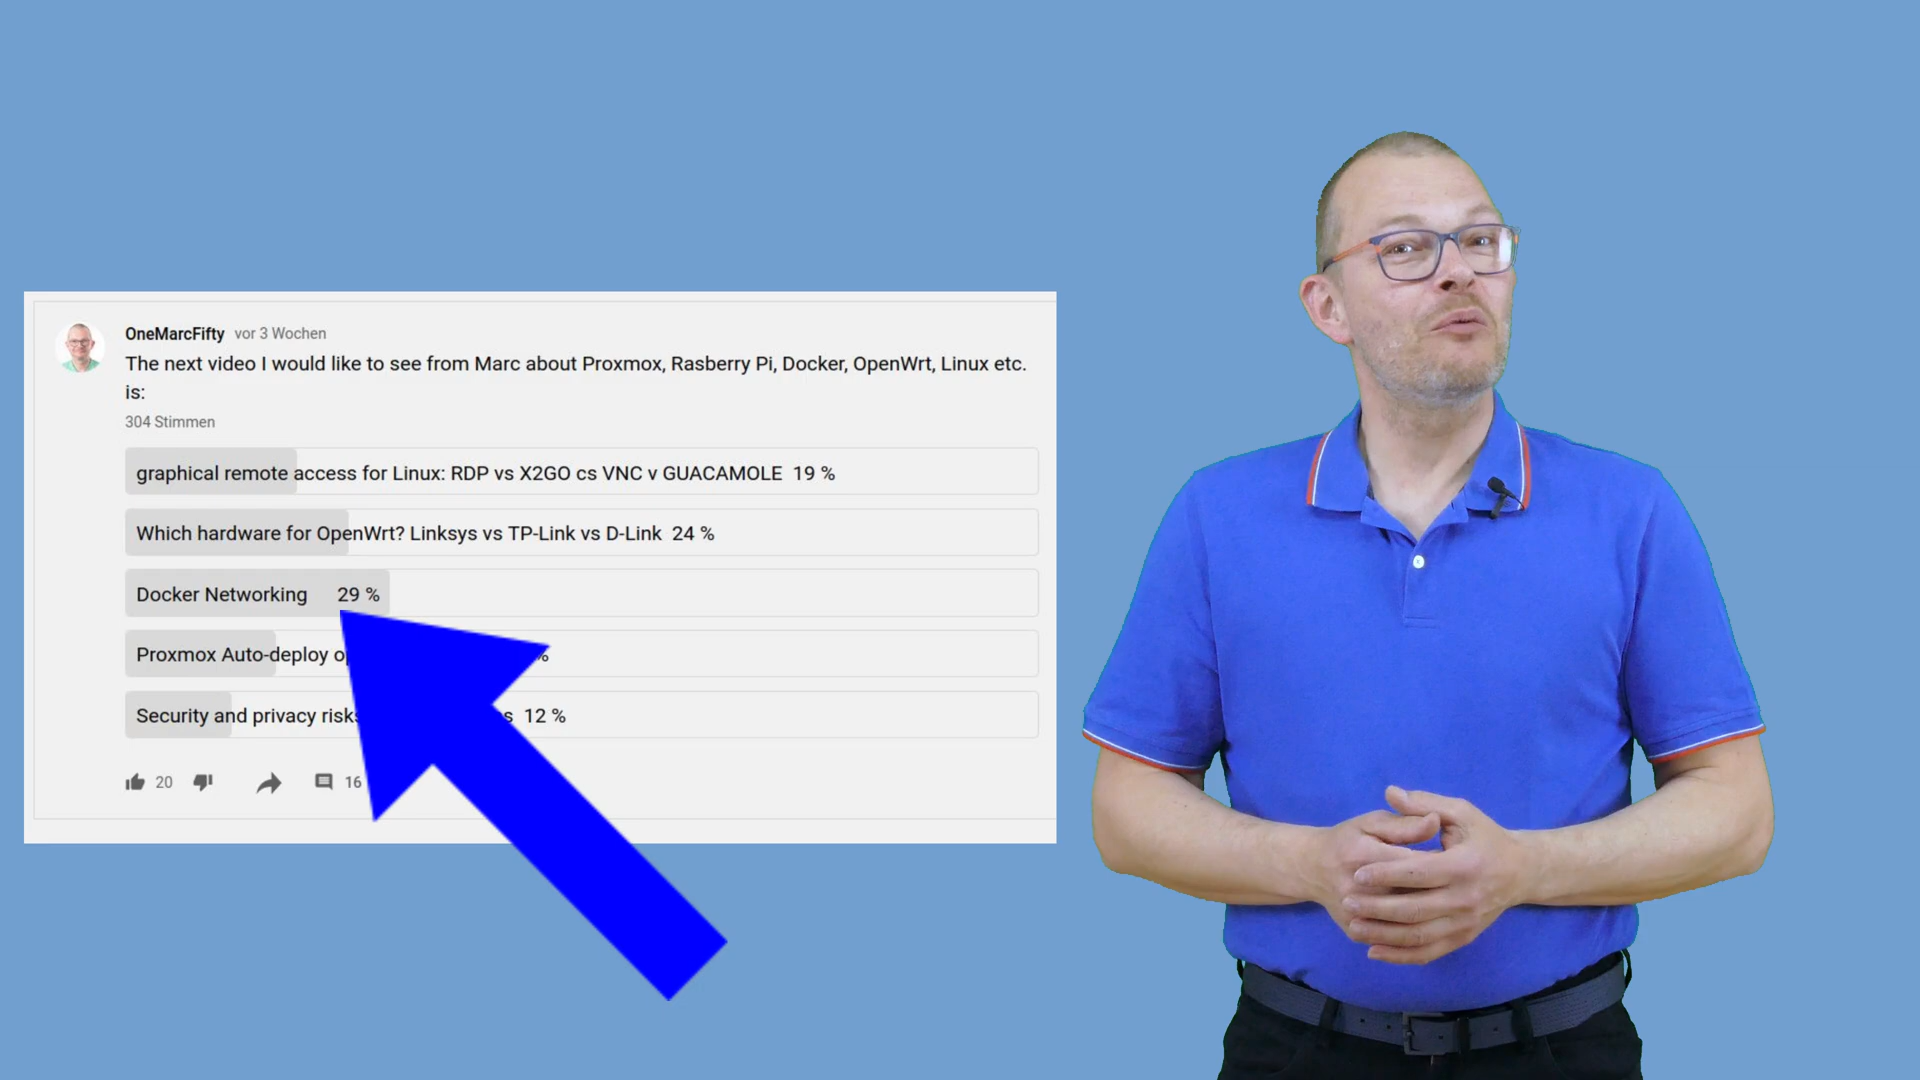 OneMarcFifty vor 3 Wochen
The next video I would like to see from Marc about Proxmox, Rasberry Pi, Docker, OpenWrt, Linux etc.
is:
304 Stimmen
graphical remote access for Linux: RDP vs X2GO cs VNC v GUACAMOLE 19 %
Which hardware for OpenWrt? Linksys vs TP-Link vs D-Link 24 %
Docker Networking 29 %
Proxmox Auto-deploy %
Security and privacy risks 12 %
20 16